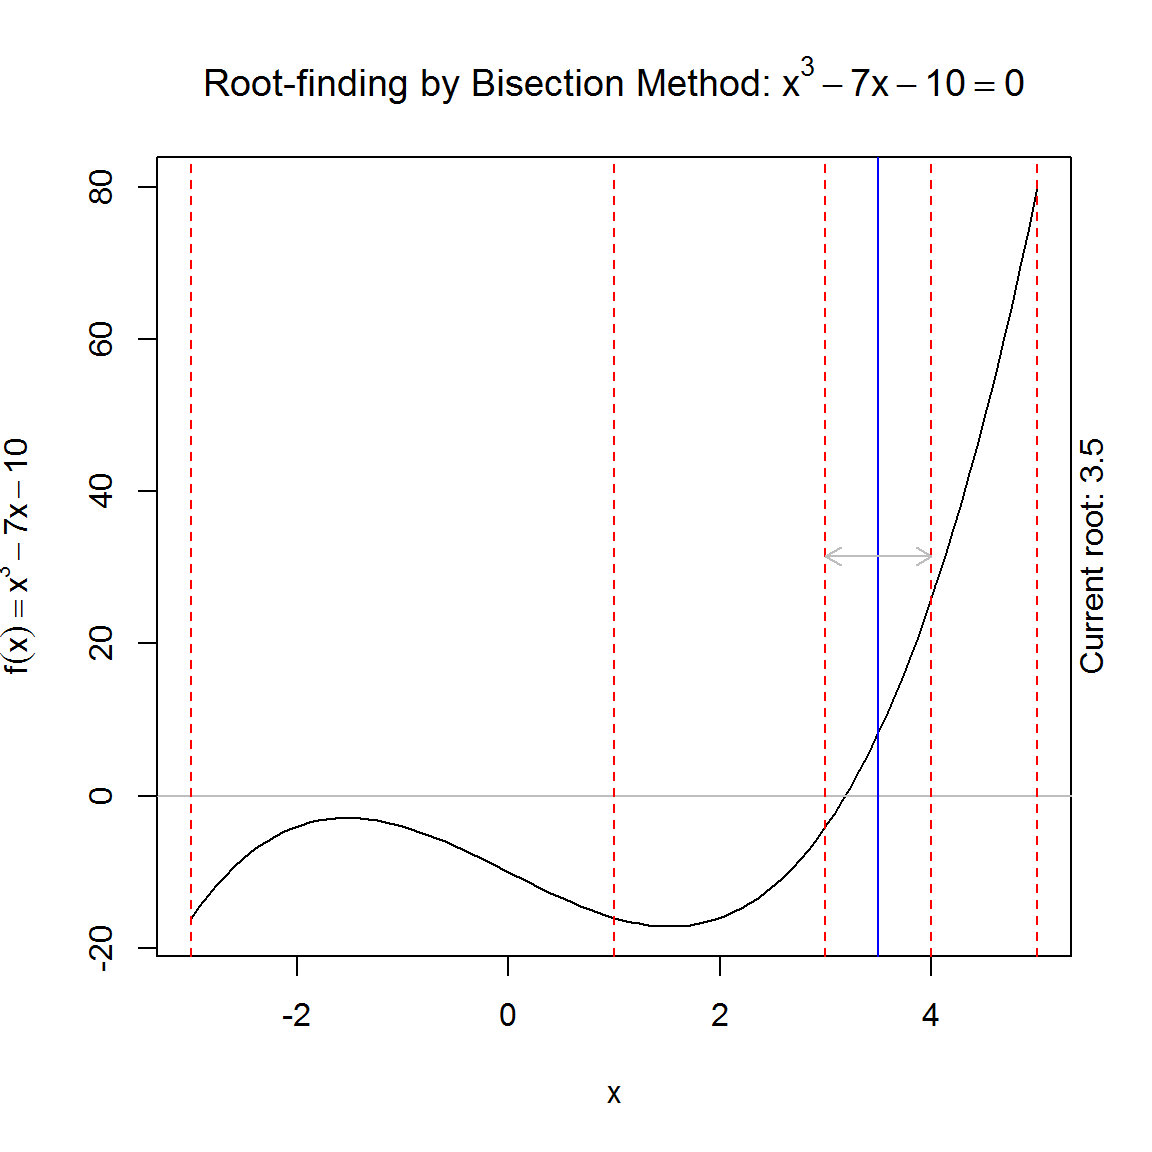 Root-finding by Bisection Method: x³ − 7x − 10 = 0
80
60
40
20
0
-20
f(x) = x³ − 7x − 10
Current root: 3.5
-2 0 2 4
x